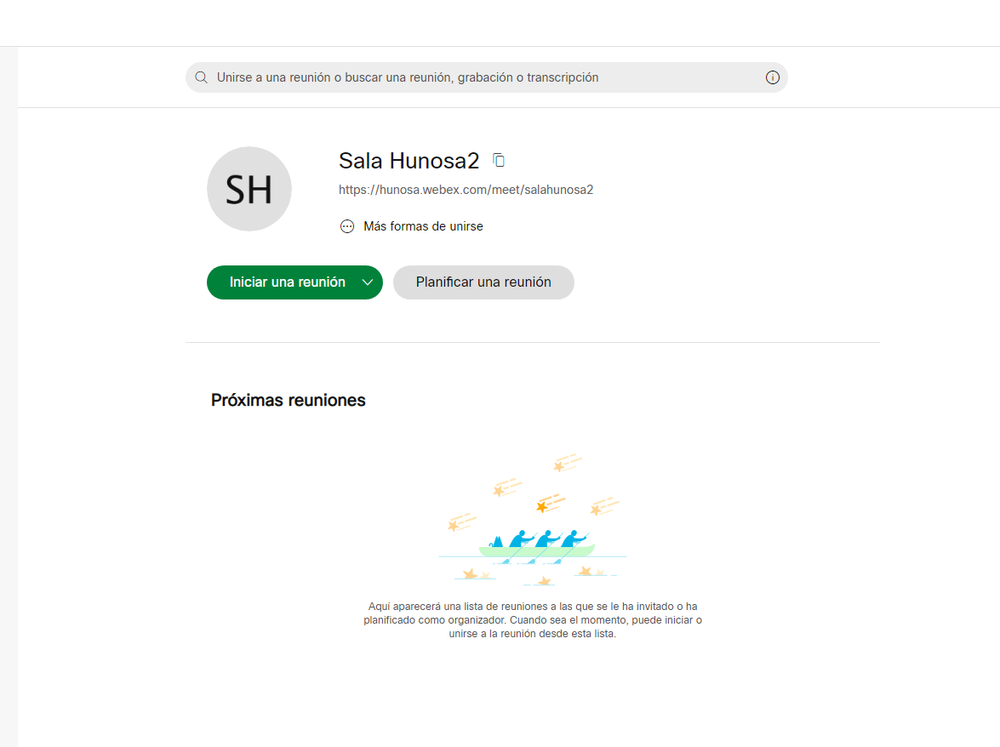 Unirse a una reunión o buscar una reunión, grabación o transcripción
SH
Sala Hunosa2
https://hunosa.webex.com/meet/salahunosa2
Más formas de unirse
Iniciar una reunión
Planificar una reunión
Próximas reuniones
Aquí aparecerá una lista de reuniones a las que se le ha invitado o ha
planificado como organizador. Cuando sea el momento, puede iniciar o
unirse a la reunión desde esta lista.